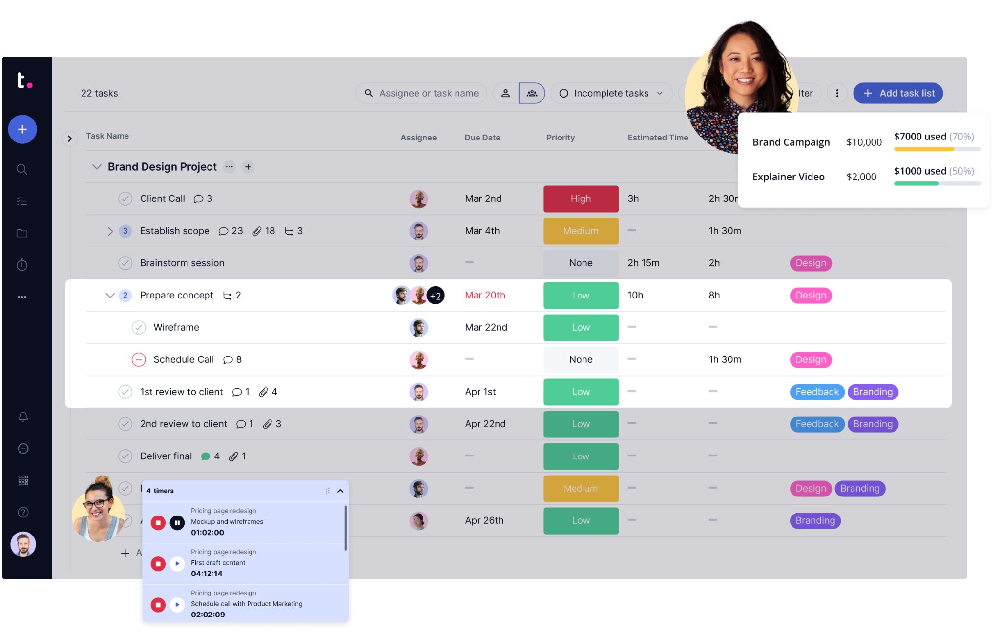 t.
22 tasks
Assignee or task name
Incomplete tasks
lter
+ Add task list
Task Name Assignee Due Date Priority Estimated Time
Brand Campaign $10,000 $7000 used (70%)
Explainer Video $2,000 $1000 used (50%)
Brand Design Project
Client Call 3 Mar 2nd High 3h 2h 30
3 Establish scope 23 18 3 Mar 4th Medium – 1h 30m
Brainstorm session – None 2h 15m 2h Design
2 Prepare concept 2 +2 Mar 20th Low 10h 8h Design
Wireframe Mar 22nd Low – –
Schedule Call 8 – None – 1h 30m Design
1st review to client 1 4 Apr 1st Low – – Feedback Branding
2nd review to client 1 3 Apr 22nd Low – – Feedback Branding
Deliver final 4 1 – Low – –
– Medium – – Design Branding
Apr 26th Low – – Branding
+ A
4 timers
Pricing page redesign
Mockup and wireframes
01:02:00
Pricing page redesign
First draft content
04:12:14
Pricing page redesign
Schedule call with Product Marketing
02:02:09